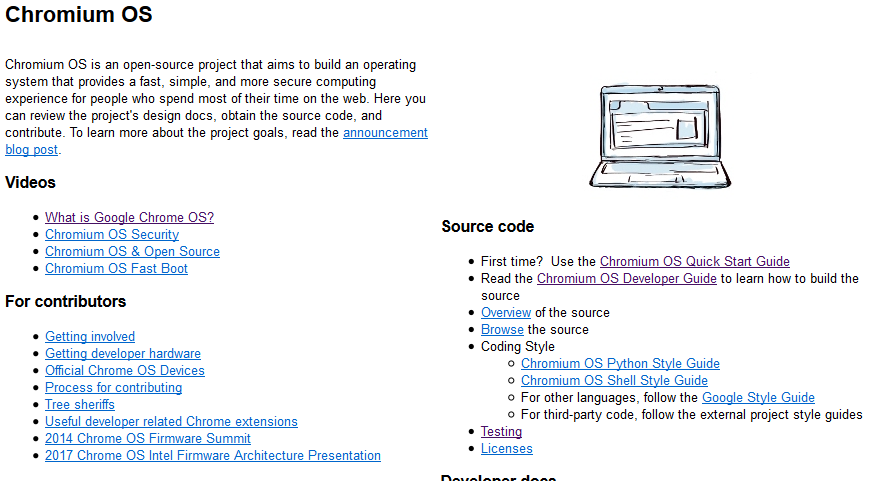 Chromium OS
Chromium OS is an open-source project that aims to build an operating
system that provides a fast, simple, and more secure computing
experience for people who spend most of their time on the web. Here you
can review the project's design docs, obtain the source code, and
contribute. To learn more about the project goals, read the announcement
blog post.
Videos
What is Google Chrome OS?
Chromium OS Security
Chromium OS & Open Source
Chromium OS Fast Boot
For contributors
Getting involved
Getting developer hardware
Official Chrome OS Devices
Process for contributing
Tree sheriffs
Useful developer related Chrome extensions
2014 Chrome OS Firmware Summit
2017 Chrome OS Intel Firmware Architecture Presentation
Source code
First time?  Use the Chromium OS Quick Start Guide
Read the Chromium OS Developer Guide to learn how to build the
source
Overview of the source
Browse the source
Coding Style
Chromium OS Python Style Guide
Chromium OS Shell Style Guide
For other languages, follow the Google Style Guide
For third-party code, follow the external project style guides
Testing
Licenses
Developer docs